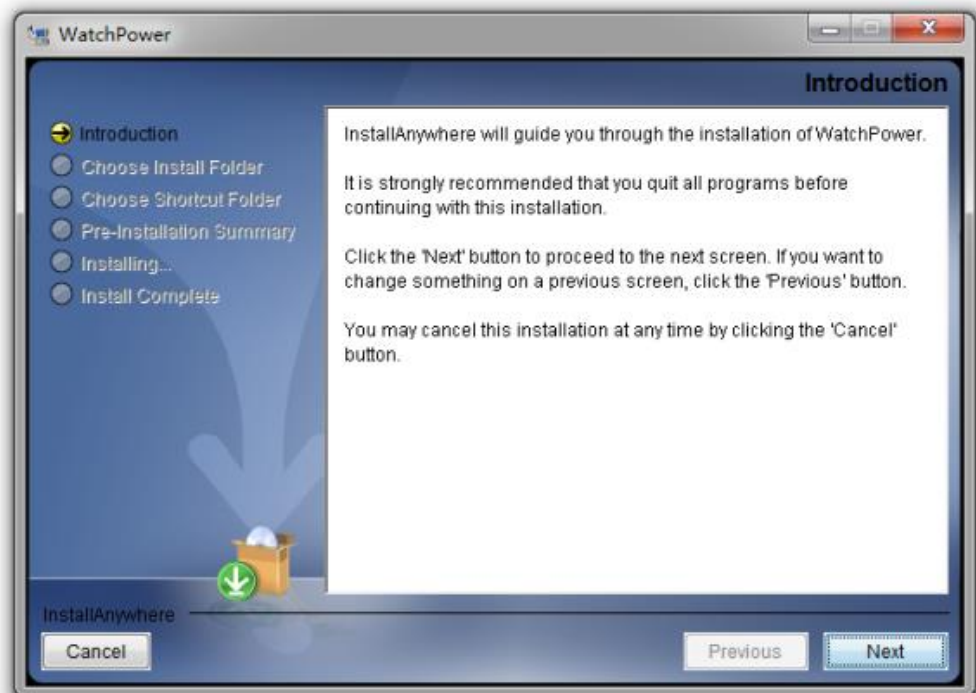 WatchPower
Introduction
Introduction
Choose Install Folder
Choose Shortcut Folder
Pre-Installation Summary
Installing...
Install Complete
InstallAnywhere will guide you through the installation of WatchPower.
It is strongly recommended that you quit all programs before
continuing with this installation.
Click the 'Next' button to proceed to the next screen. If you want to
change something on a previous screen, click the 'Previous' button.
You may cancel this installation at any time by clicking the 'Cancel'
button.
InstallAnywhere
Cancel
Previous
Next